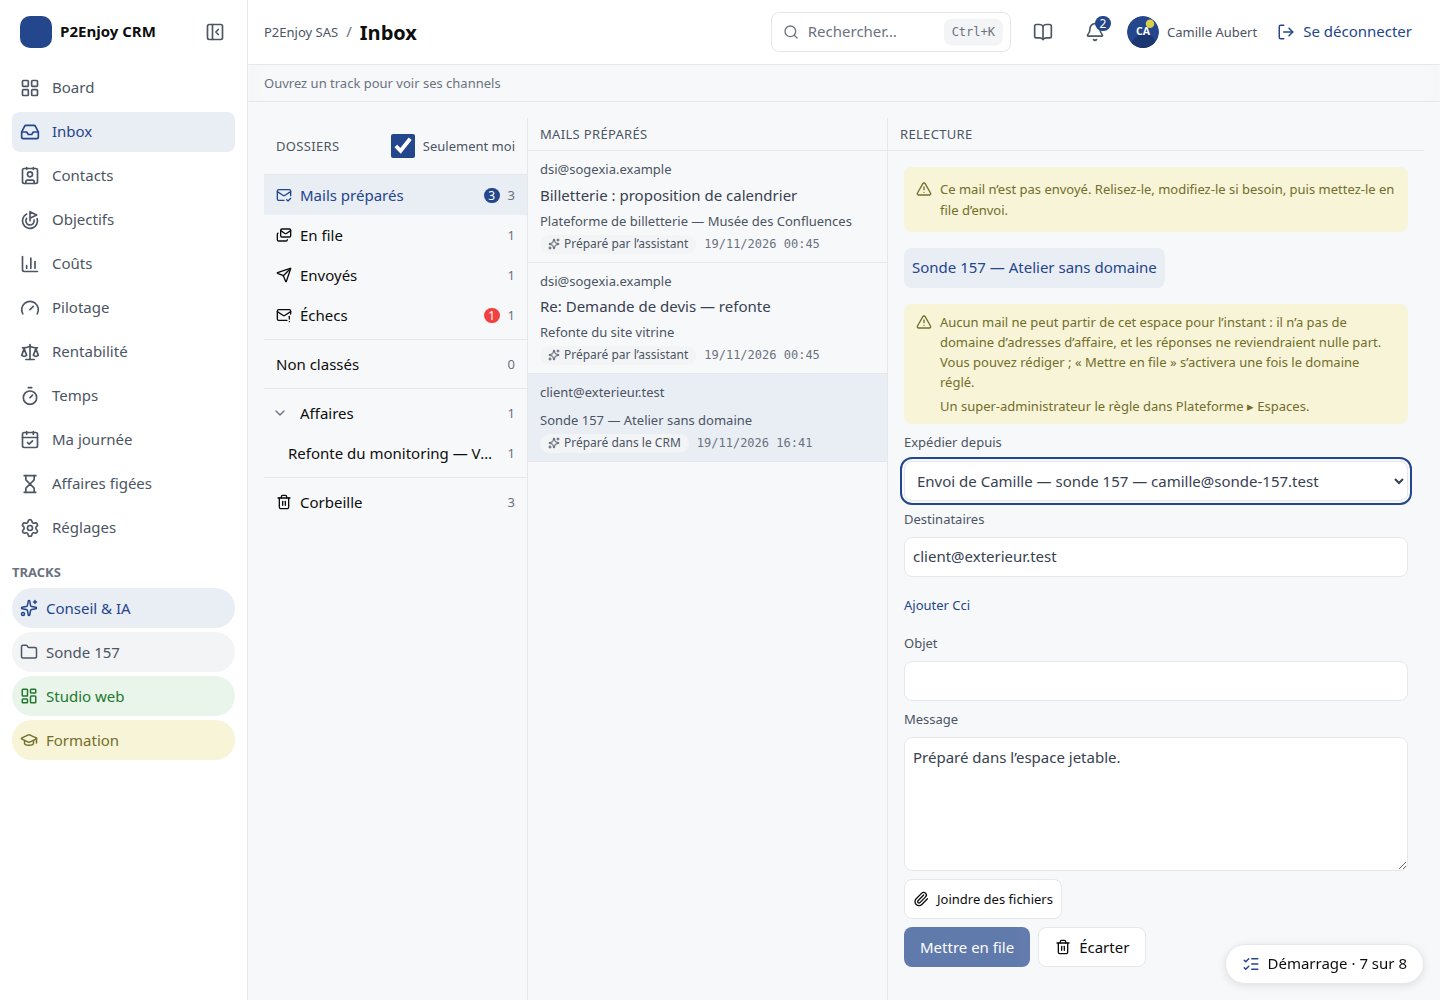 P2Enjoy CRM
P2Enjoy SAS / Inbox
Rechercher... Ctrl+K
2
CA
Camille Aubert
Se déconnecter
Ouvrez un track pour voir ses channels
Board
Inbox
Contacts
Objectifs
Coûts
Pilotage
Rentabilité
Temps
Ma journée
Affaires figées
Réglages
TRACKS
Conseil & IA
Sonde 157
Studio web
Formation
DOSSIERS
Seulement moi
Mails préparés 3 3
En file 1
Envoyés 1
Échecs 1 1
Non classés 0
Affaires 1
Refonte du monitoring — V... 1
Corbeille 3
MAILS PRÉPARÉS
dsi@sogexia.example
Billetterie : proposition de calendrier
Plateforme de billetterie — Musée des Confluences
Préparé par l’assistant 19/11/2026 00:45
dsi@sogexia.example
Re: Demande de devis — refonte
Refonte du site vitrine
Préparé par l’assistant 19/11/2026 00:45
client@exterieur.test
Sonde 157 — Atelier sans domaine
Préparé dans le CRM 19/11/2026 16:41
RELECTURE
Ce mail n’est pas envoyé. Relisez-le, modifiez-le si besoin, puis mettez-le en
file d’envoi.
Sonde 157 — Atelier sans domaine
Aucun mail ne peut partir de cet espace pour l’instant : il n’a pas de
domaine d’adresses d’affaire, et les réponses ne reviendraient nulle part.
Vous pouvez rédiger ; « Mettre en file » s’activera une fois le domaine
réglé.
Un super-administrateur le règle dans Plateforme ▸ Espaces.
Expédier depuis
Envoi de Camille — sonde 157 — camille@sonde-157.test
Destinataires
client@exterieur.test
Ajouter Cci
Objet
Message
Préparé dans l’espace jetable.
Joindre des fichiers
Mettre en file
Écarter
Démarrage · 7 sur 8